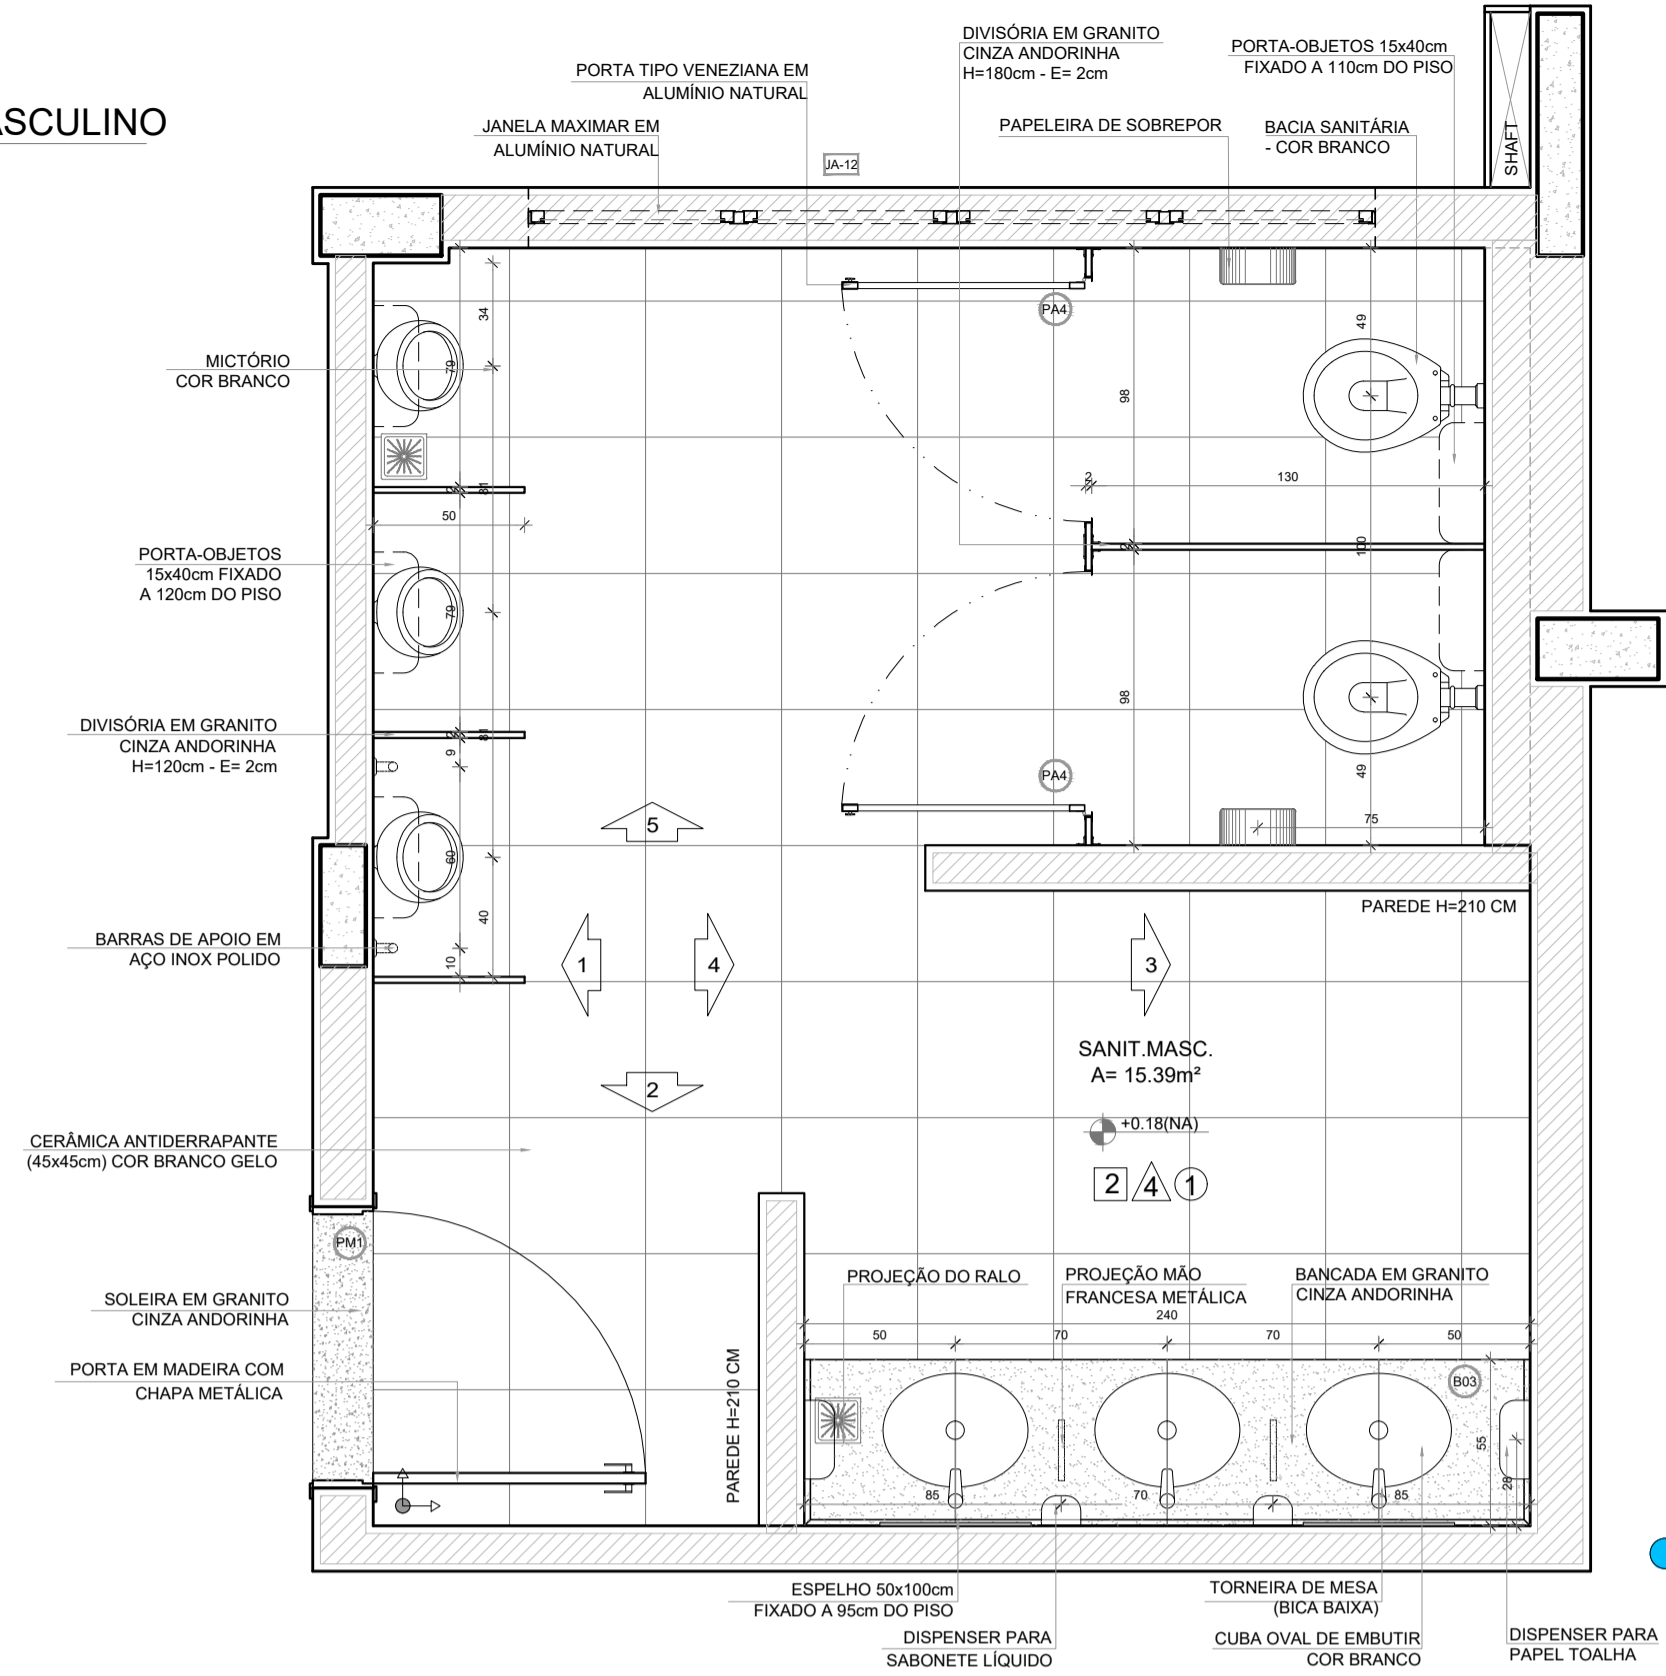 ASCULINO
DIVISÓRIA EM GRANITO
CINZA ANDORINHA
H=180cm - E= 2cm
PORTA-OBJETOS 15x40cm
FIXADO A 110cm DO PISO
PORTA TIPO VENEZIANA EM
ALUMÍNIO NATURAL
JANELA MAXIMAR EM
ALUMÍNIO NATURAL
PAPELEIRA DE SOBREPOR
BACIA SANITÁRIA
- COR BRANCO
SHAFT
JA-12
34
79
PA4
49
98
MICTÓRIO
COR BRANCO
2
130
81
2
50
PORTA-OBJETOS
15x40cm FIXADO
A 120cm DO PISO
2
100
79
98
DIVISÓRIA EM GRANITO
CINZA ANDORINHA
H=120cm - E= 2cm
2
81
9
PA4
49
75
5
60
40
10
PAREDE H=210 CM
BARRAS DE APOIO EM
AÇO INOX POLIDO
1
4
3
2
SANIT.MASC.
A= 15.39m²
+0.18(NA)
2
4
1
CERÂMICA ANTIDERRAPANTE
(45x45cm) COR BRANCO GELO
PM1
SOLEIRA EM GRANITO
CINZA ANDORINHA
PORTA EM MADEIRA COM
CHAPA METÁLICA
PAREDE H=210 CM
PROJEÇÃO DO RALO
PROJEÇÃO MÃO
FRANCESA METÁLICA
BANCADA EM GRANITO
CINZA ANDORINHA
240
50
70
70
50
B03
55
28
85
70
85
ESPELHO 50x100cm
FIXADO A 95cm DO PISO
DISPENSER PARA
SABONETE LÍQUIDO
TORNEIRA DE MESA
(BICA BAIXA)
CUBA OVAL DE EMBUTIR
COR BRANCO
DISPENSER PARA
PAPEL TOALHA